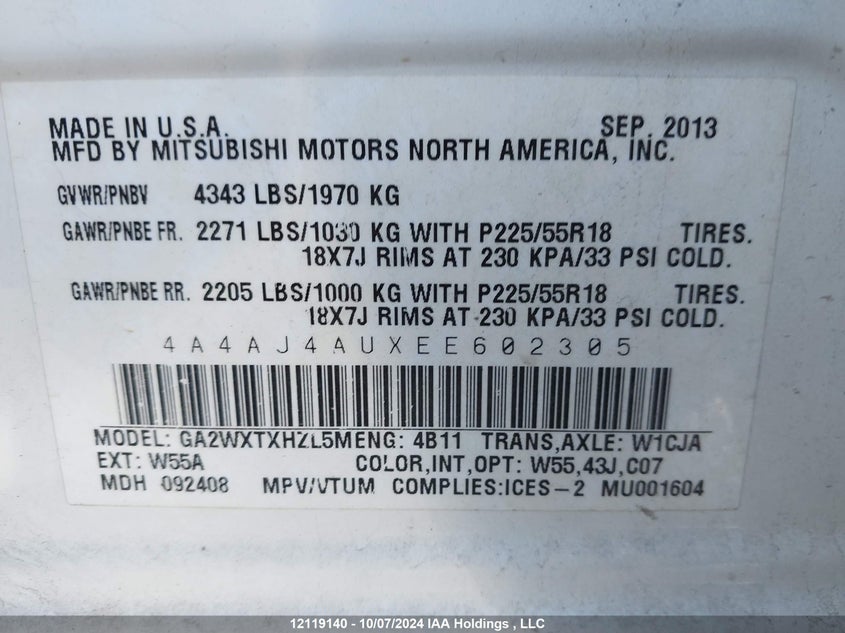 MADE IN U.S.A. SEP. 2013
MFD BY MITSUBISHI MOTORS NORTH AMERICA, INC.
GVWR/PNBV 4343 LBS/1970 KG
GAWR/PNBE FR. 2271 LBS/1030 KG WITH P225/55R18 TIRES.
18X7J RIMS AT 230 KPA/33 PSI COLD.
GAWR/PNBE RR. 2205 LBS/1000 KG WITH P225/55R18 TIRES.
18X7J RIMS AT 230 KPA/33 PSI COLD.
4A4AJ4AUXEE602305
MODEL: GA2WXTXHZL5M ENG: 4B11 TRANS,AXLE: W1CJA
EXT: W55A COLOR,INT,OPT: W55,43J,C07
MDH 092408 MPV/VTUM COMPLIES:ICES-2 MU001604
12119140 - 10/07/2024 IAA Holdings , LLC